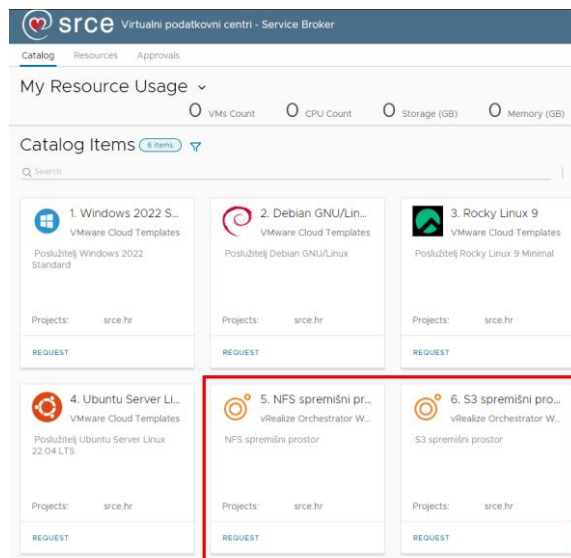 srce Virtualni podatkovni centri - Service Broker
Catalog Resources Approvals
My Resource Usage
0 VMs Count 0 CPU Count 0 Storage (GB) 0 Memory (GB)
Catalog Items 6 items
Search
1. Windows 2022 S...
VMware Cloud Templates
Poslužitelj Windows 2022
Standard
Projects: srce.hr
REQUEST
2. Debian GNU/Lin...
VMware Cloud Templates
Poslužitelj Debian GNU/Linux
Projects: srce.hr
REQUEST
3. Rocky Linux 9
VMware Cloud Templates
Poslužitelj Rocky Linux 9 Minimal
Projects: srce.hr
REQUEST
4. Ubuntu Server Li...
VMware Cloud Templates
Poslužitelj Ubuntu Server Linux
22.04 LTS
Projects: srce.hr
REQUEST
5. NFS spremišni pr...
vRealize Orchestrator W...
NFS spremišni prostor
Projects: srce.hr
REQUEST
6. S3 spremišni pro...
vRealize Orchestrator W...
S3 spremišni prostor
Projects: srce.hr
REQUEST